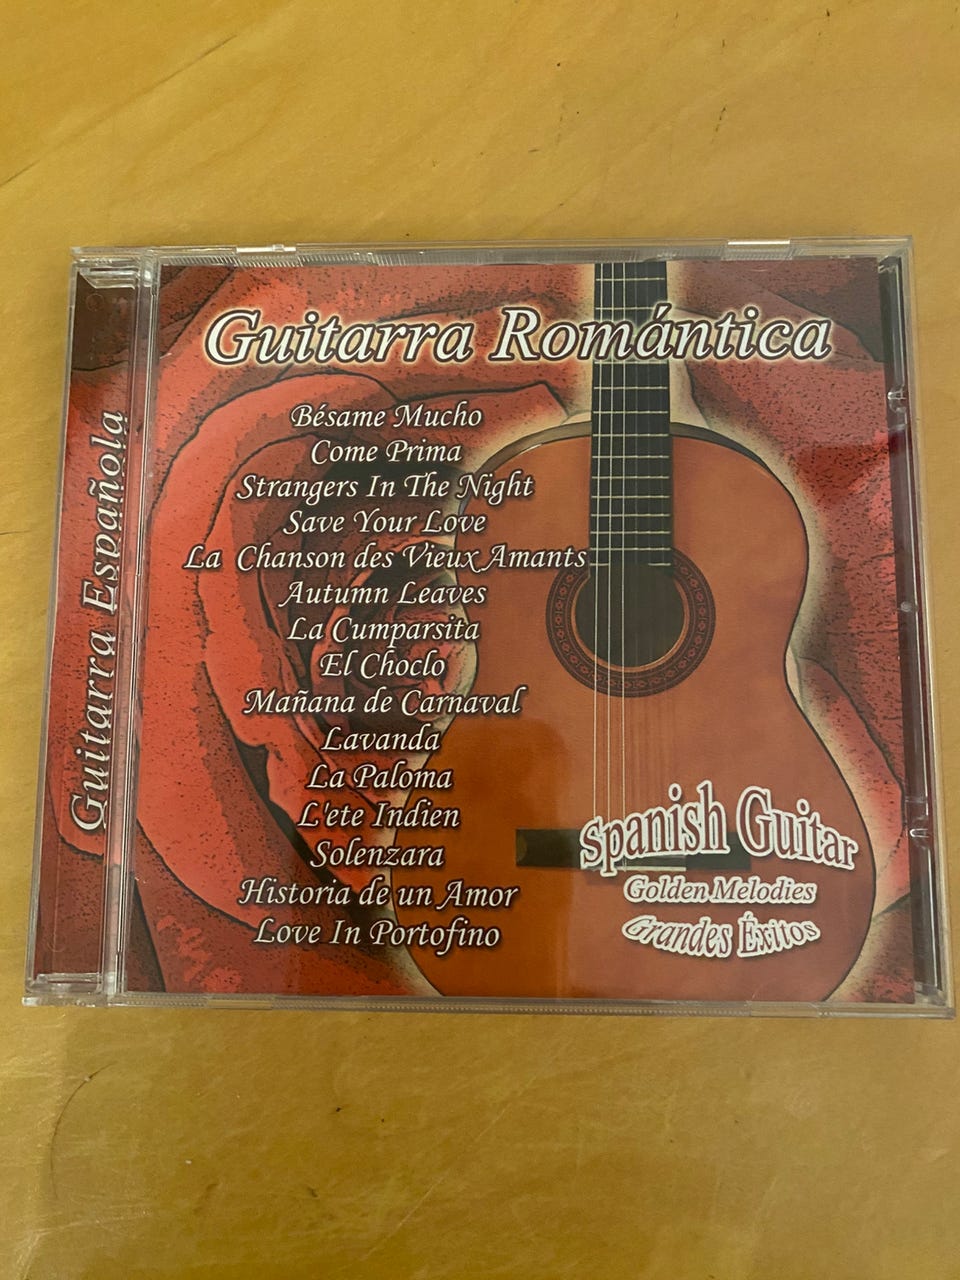 Guitarra Romántica
Bésame Mucho
Come Prima
Strangers In The Night
Save Your Love
La Chanson des Vieux Amants
Autumn Leaves
La Cumparsita
El Choclo
Mañana de Carnaval
Lavanda
La Paloma
L'ete Indien
Solenzara
Historia de un Amor
Love In Portofino
Spanish Guitar
Golden Melodies
Grandes Éxitos
Guitarra Española